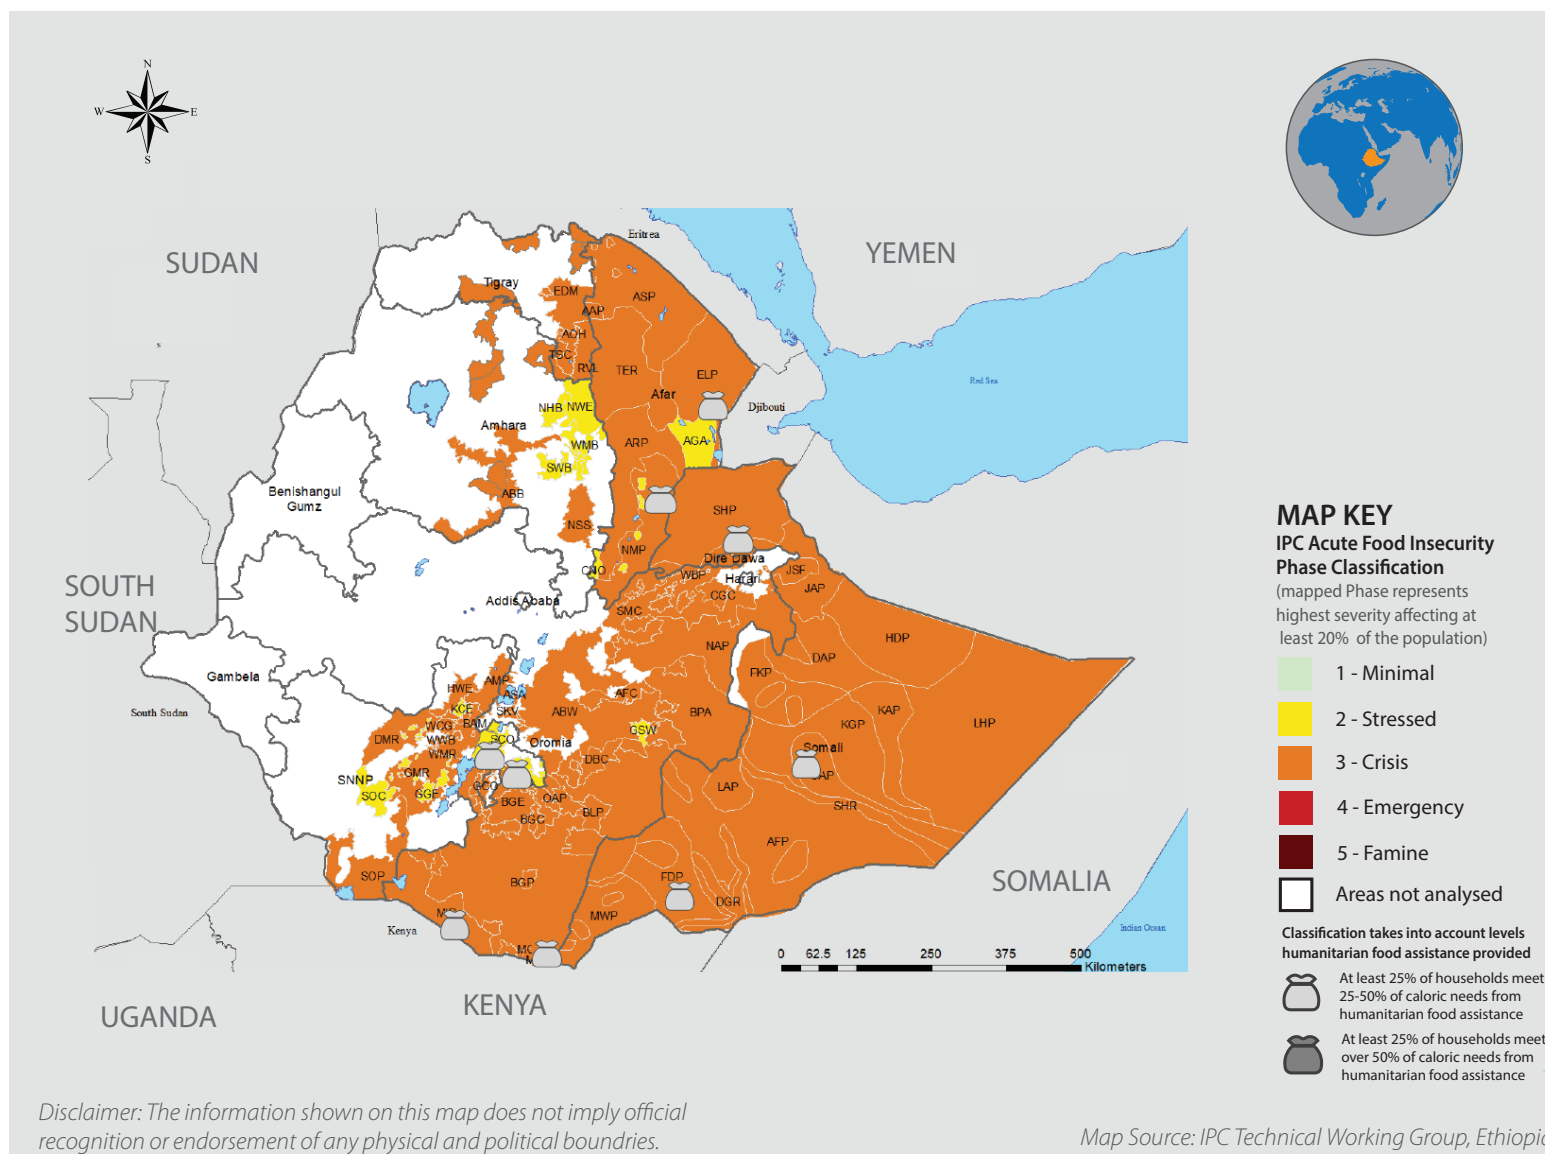 N
W
E
S
SUDAN
Eritrea
YEMEN
Tigray
EDM
ASP
AAP
AOH
TSC
RVL
TER
ELP
Red Sea
Afar
Djibouti
NHB
NWE
Amhara
ARP
AGA
WMB
SWB
Benishangul
Gumz
ABB
SHP
NSS
NMP
Dire Dawa
CNO
WBP
Harari
JSF
SOUTH
SUDAN
Addis Ababa
CGC
JAP
SMC
HDP
NAP
DAP
Gambela
AMP
FKP
HWE
ASA
AFC
South Sudan
KCE
SKV
ABW
BPA
KAP
LHP
WCG
BAM
KGP
GSW
DMR
WWB
SCO
Oromia
Somali
WMR
DBC
SNNP
GMR
SOC
GGF
GCO
BGE
OAP
LAP
SHR
BGC
BLP
AFP
SOP
BGP
FDP
SOMALIA
MWP
DGR
Kenya
Indian Ocean
0 62.5 125 250 375 500
Kilometers
UGANDA
KENYA
MAP KEY
IPC Acute Food Insecurity
Phase Classification
(mapped Phase represents
highest severity affecting at
least 20% of the population)
1 - Minimal
2 - Stressed
3 - Crisis
4 - Emergency
5 - Famine
Areas not analysed
Classification takes into account levels
humanitarian food assistance provided
At least 25% of households meet
25-50% of caloric needs from
humanitarian food assistance
At least 25% of households meet
over 50% of caloric needs from
humanitarian food assistance
Disclaimer: The information shown on this map does not imply official
recognition or endorsement of any physical and political boundries.
Map Source: IPC Technical Working Group, Ethiopia